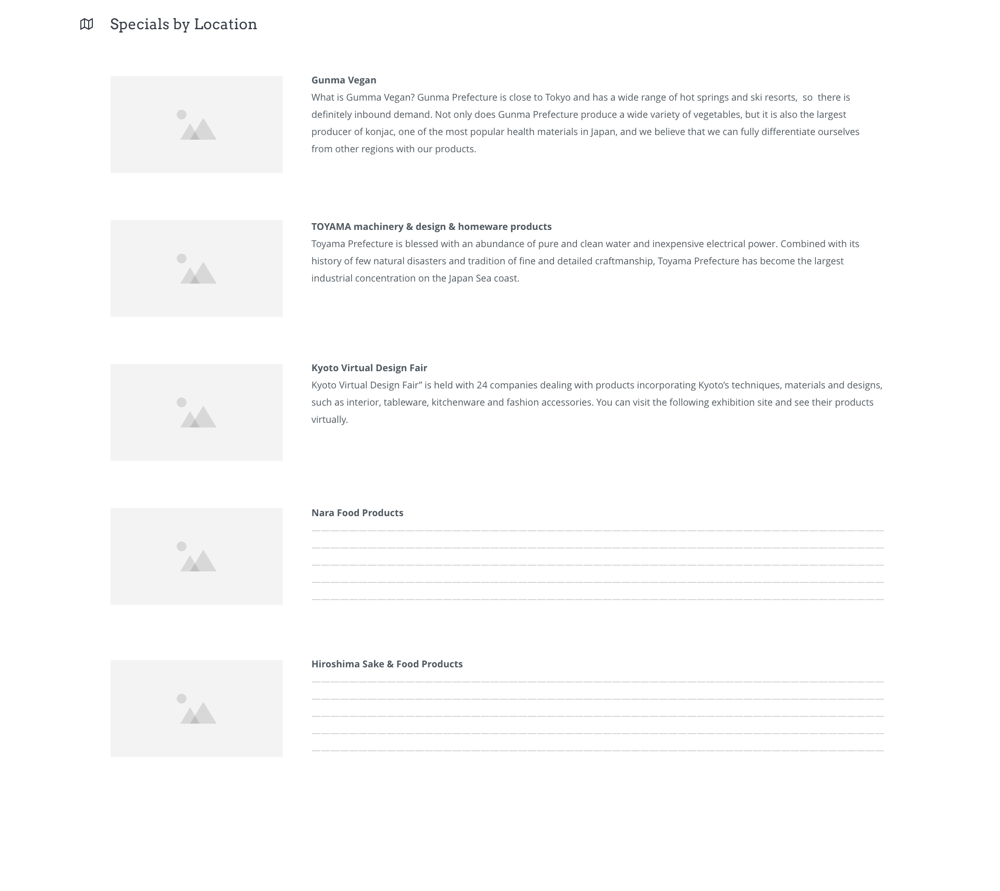 Specials by Location
Gunma Vegan
What is Gumma Vegan? Gunma Prefecture is close to Tokyo and has a wide range of hot springs and ski resorts,  so  there is
definitely inbound demand. Not only does Gunma Prefecture produce a wide variety of vegetables, but it is also the largest
producer of konjac, one of the most popular health materials in Japan, and we believe that we can fully differentiate ourselves
from other regions with our products.
TOYAMA machinery & design & homeware products
Toyama Prefecture is blessed with an abundance of pure and clean water and inexpensive electrical power. Combined with its
history of few natural disasters and tradition of fine and detailed craftmanship, Toyama Prefecture has become the largest
industrial concentration on the Japan Sea coast.
Kyoto Virtual Design Fair
Kyoto Virtual Design Fair” is held with 24 companies dealing with products incorporating Kyoto’s techniques, materials and designs,
such as interior, tableware, kitchenware and fashion accessories. You can visit the following exhibition site and see their products
virtually.
Nara Food Products
Hiroshima Sake & Food Products